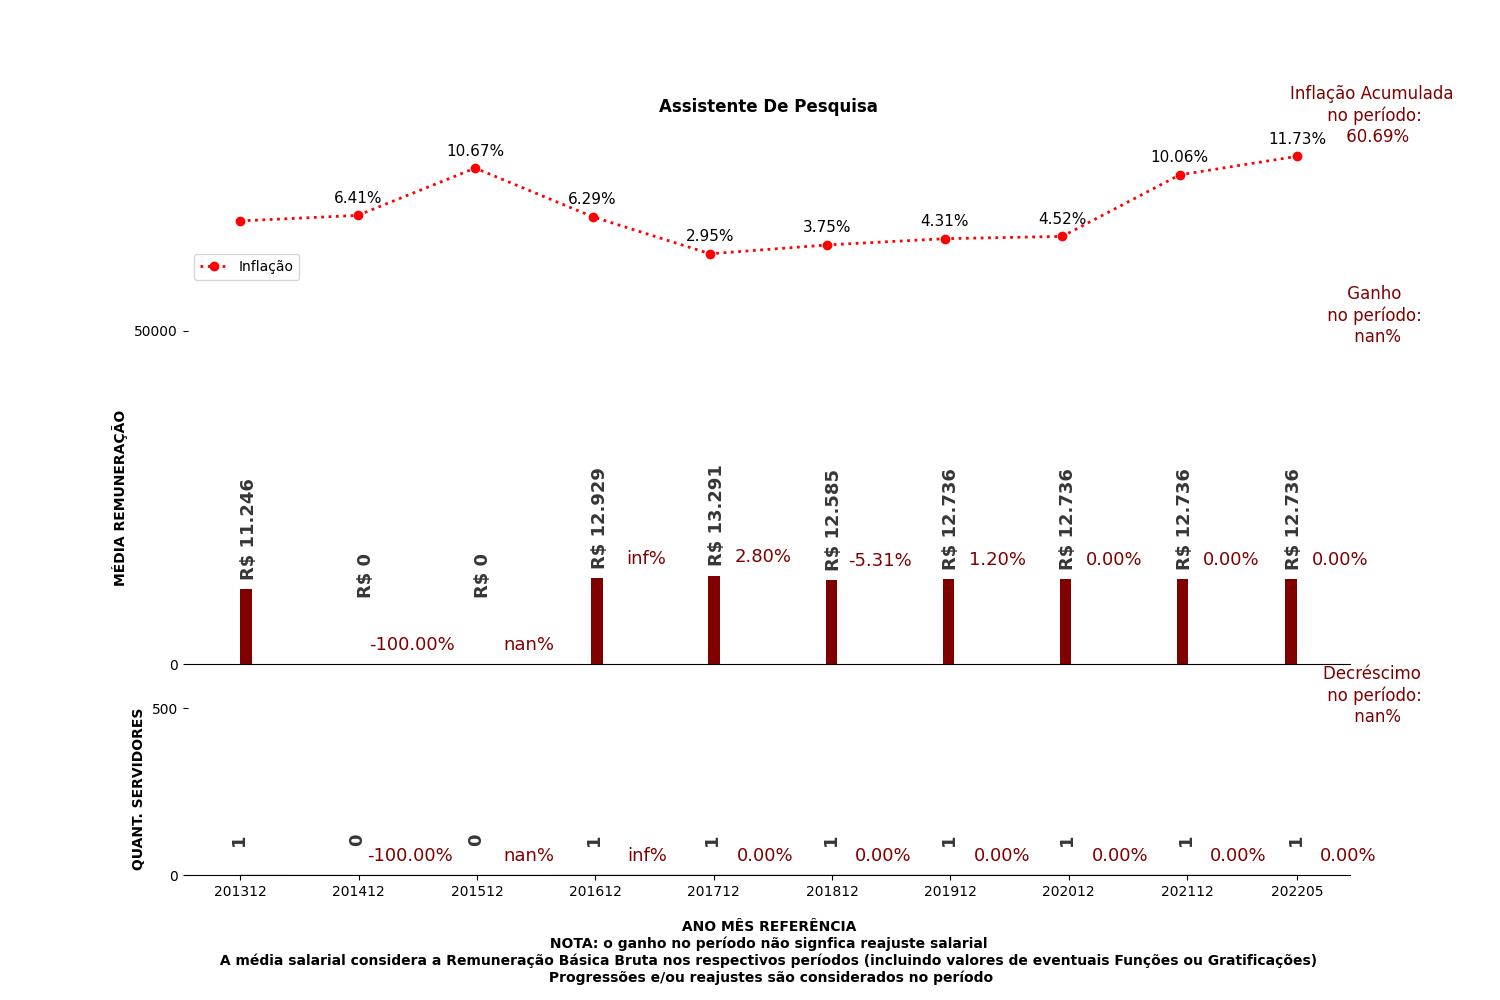 Assistente De Pesquisa
Inflação Acumulada
no período:
60.69%
6.41%
10.67%
6.29%
2.95%
3.75%
4.31%
4.52%
10.06%
11.73%
Inflação
Ganho
no período:
nan%
50000
0
MÉDIA REMUNERAÇÃO
R$ 11.246
R$ 0
R$ 0
R$ 12.929
R$ 13.291
R$ 12.585
R$ 12.736
R$ 12.736
R$ 12.736
R$ 12.736
-100.00%
nan%
inf%
2.80%
-5.31%
1.20%
0.00%
0.00%
0.00%
Decréscimo
no período:
nan%
500
0
QUANT. SERVIDORES
1
0
0
1
1
1
1
1
1
1
-100.00%
nan%
inf%
0.00%
0.00%
0.00%
0.00%
0.00%
0.00%
201312
201412
201512
201612
201712
201812
201912
202012
202112
202205
ANO MÊS REFERÊNCIA
NOTA: o ganho no período não signfica reajuste salarial
A média salarial considera a Remuneração Básica Bruta nos respectivos períodos (incluindo valores de eventuais Funções ou Gratificações)
Progressões e/ou reajustes são considerados no período